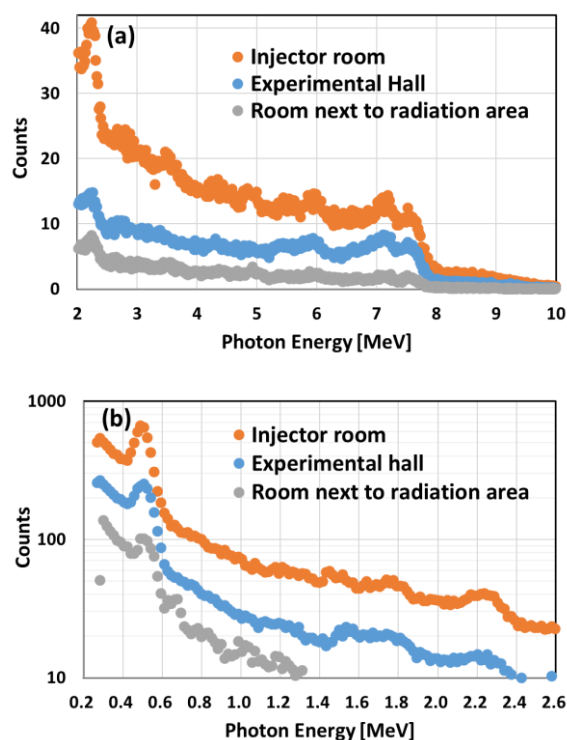 (a)
Injector room
Experimental Hall
Room next to radiation area
Counts
40
30
20
10
0
2 3 4 5 6 7 8 9 10
Photon Energy [MeV]
(b)
Injector room
Experimental hall
Room next to radiation area
Counts
1000
100
10
0.2 0.4 0.6 0.8 1.0 1.2 1.4 1.6 1.8 2.0 2.2 2.4 2.6
Photon Energy [MeV]